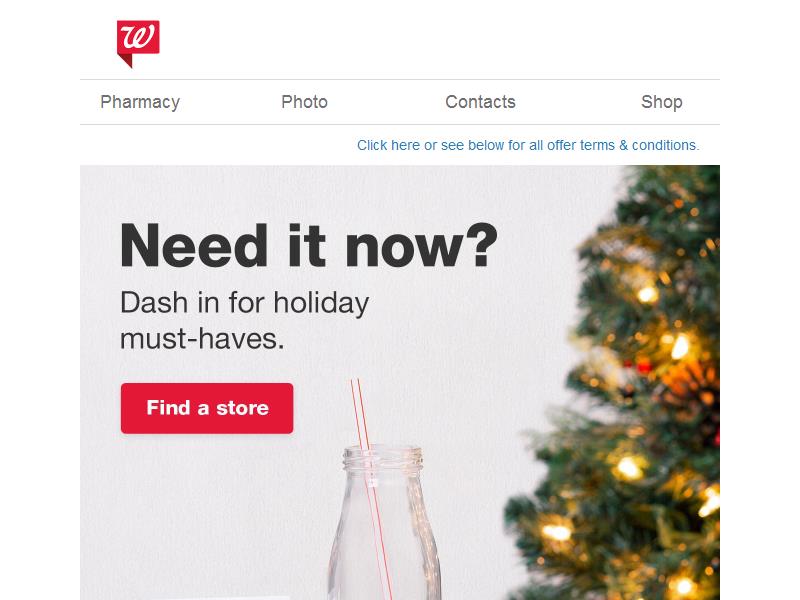 W
Pharmacy Photo Contacts Shop
Click here or see below for all offer terms & conditions.
Need it now?
Dash in for holiday
must-haves.
Find a store